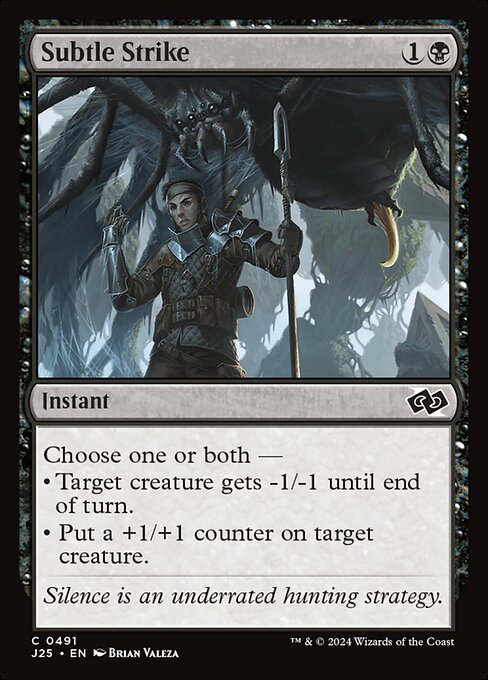 Subtle Strike 1
Instant
Choose one or both —
• Target creature gets -1/-1 until end
of turn.
• Put a +1/+1 counter on target
creature.
Silence is an underrated hunting strategy.
C 0491
J25 • EN Brian Valeza
™ & © 2024 Wizards of the Coast